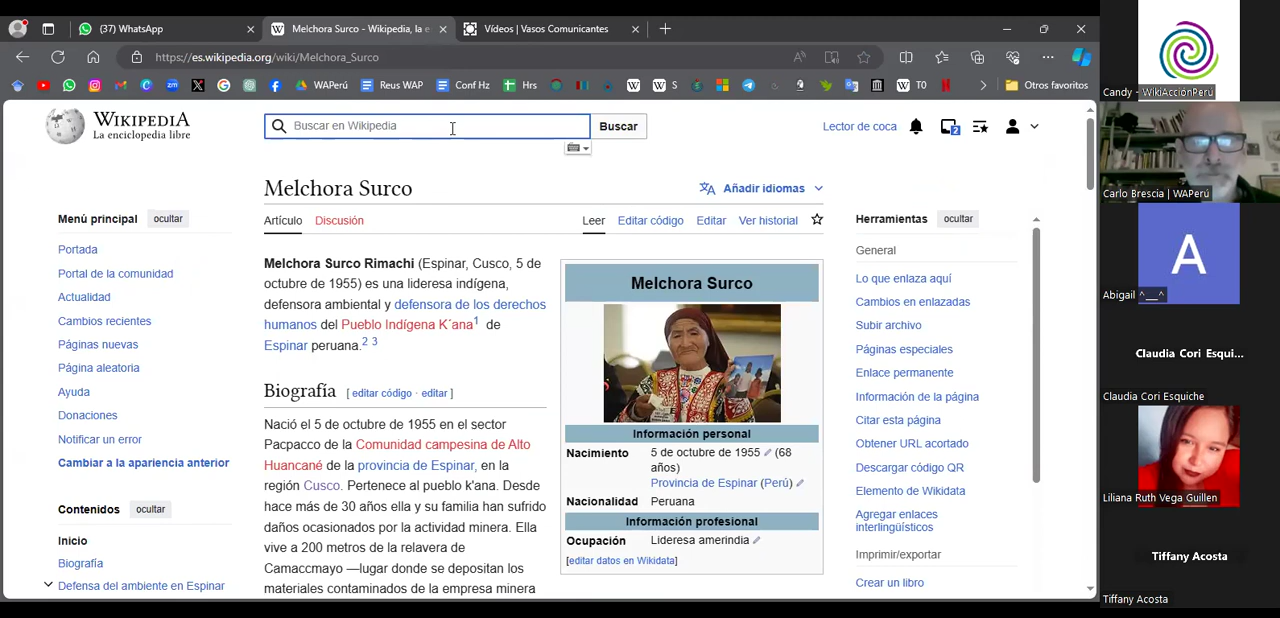 (37) WhatsApp
Melchora Surco - Wikipedia, la e
Vídeos | Vasos Comunicantes
https://es.wikipedia.org/wiki/Melchora_Surco
WAPerú
Reus WAP
Conf Hz
Hrs
W S
T0
Otros favoritos
WIKIPEDIA
La enciclopedia libre
Buscar en Wikipedia
Buscar
Lector de coca
2
Melchora Surco
Añadir idiomas
Artículo
Discusión
Leer
Editar código
Editar
Ver historial
Menú principal
ocultar
Portada
Portal de la comunidad
Actualidad
Cambios recientes
Páginas nuevas
Página aleatoria
Ayuda
Donaciones
Notificar un error
Cambiar a la apariencia anterior
Contenidos
ocultar
Inicio
Biografía
Defensa del ambiente en Espinar
Melchora Surco Rimachi (Espinar, Cusco, 5 de
octubre de 1955) es una lideresa indígena,
defensora ambiental y defensora de los derechos
humanos del Pueblo Indígena K´ana1 de
Espinar peruana.2 3
Biografía [ editar código · editar ]
Nació el 5 de octubre de 1955 en el sector
Pacpacco de la Comunidad campesina de Alto
Huancané de la provincia de Espinar, en la
región Cusco. Pertenece al pueblo k'ana. Desde
hace más de 30 años ella y su familia han sufrido
daños ocasionados por la actividad minera. Ella
vive a 200 metros de la relavera de
Camaccmayo —lugar donde se depositan los
materiales contaminados de la empresa minera
Melchora Surco
Información personal
Nacimiento 5 de octubre de 1955 (68
años)
Provincia de Espinar (Perú)
Nacionalidad Peruana
Información profesional
Ocupación Lideresa amerindia
[editar datos en Wikidata]
Herramientas
ocultar
General
Lo que enlaza aquí
Cambios en enlazadas
Subir archivo
Páginas especiales
Enlace permanente
Información de la página
Citar esta página
Obtener URL acortado
Descargar código QR
Elemento de Wikidata
Agregar enlaces
interlingüísticos
Imprimir/exportar
Crear un libro
Candy - WikiAcciónPerú
Carlo Brescia | WAPerú
A
Abigail ^__^
Claudia Cori Esqui...
Claudia Cori Esquiche
Liliana Ruth Vega Guillen
Tiffany Acosta
Tiffany Acosta